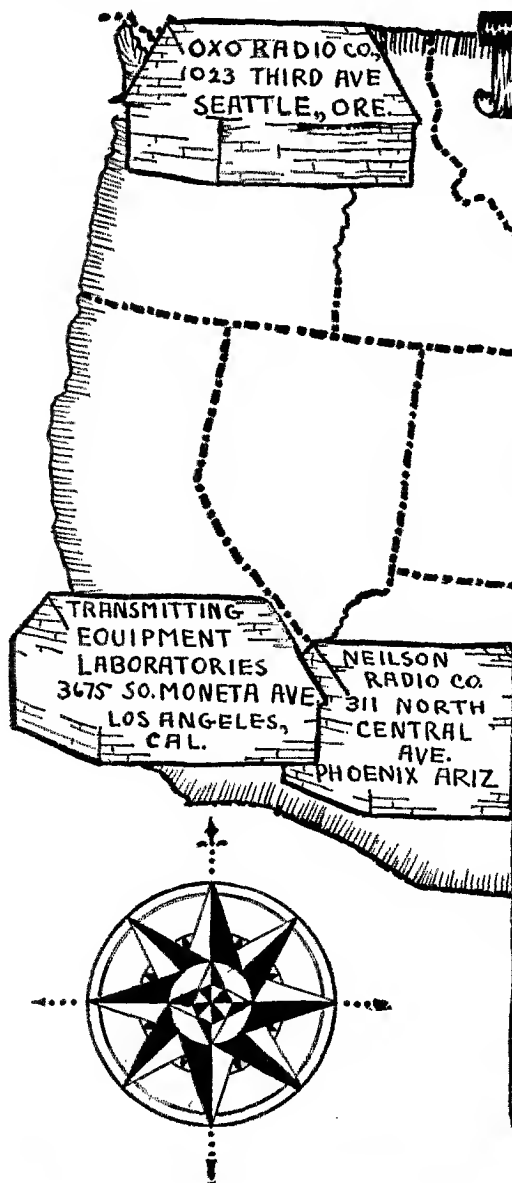 OXO RADIO CO.,
1023 THIRD AVE
SEATTLE,, ORE.
TRANSMITTING
EQUIPMENT
LABORATORIES
3675 SO. MONETA AVE
LOS ANGELES,
CAL.
NEILSON
RADIO CO.
311 NORTH
CENTRAL
AVE.
PHOENIX ARIZ